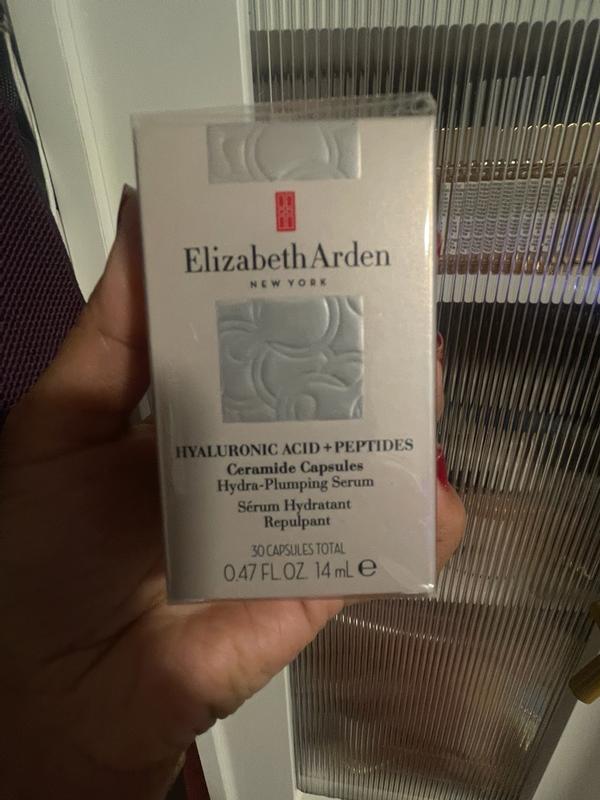 Elizabeth Arden
NEW YORK
HYALURONIC ACID + PEPTIDES
Ceramide Capsules
Hydra-Plumping Serum
Sérum Hydratant
Repulpant
30 CAPSULES TOTAL
0.47 FL.OZ. 14 mL ℮